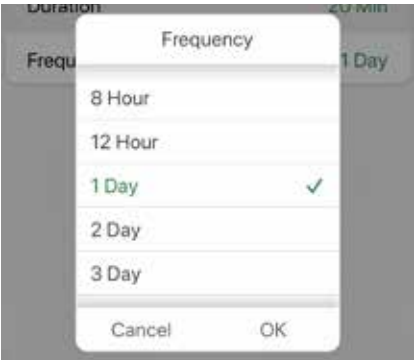 Duration 20 Min
Frequency
Frequ 1 Day
8 Hour
12 Hour
1 Day
2 Day
3 Day
Cancel OK